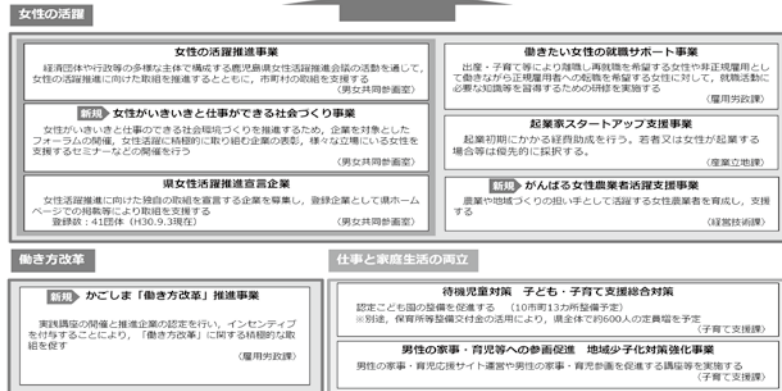 女性の活躍
女性の活躍推進事業
経済団体や行政等の多様な主体で構成する鹿児島県女性活躍推進会議の活動を通じて,
女性の活躍推進に向けた取組を推進するとともに,市町村の取組を支援する
〈男女共同参画室〉
新規 女性がいきいきと仕事ができる社会づくり事業
女性がいきいきと仕事のできる社会環境づくりを推進するため,企業を対象とした
フォーラムの開催,女性活躍に積極的に取り組む企業の表彰,様々な立場にいる女性を
支援するセミナーなどの開催を行う
〈男女共同参画室〉
県女性活躍推進宣言企業
女性活躍推進に向けた独自の取組を宣言する企業を募集し,登録企業として県ホーム
ページでの掲載等により取組を支援する
登録数:41団体(H30.9.3現在) 〈男女共同参画室〉
働きたい女性の就職サポート事業
出産・子育て等により離職し再就職を希望する女性や非正規雇用とし
て働きながら正規雇用者への転職を希望する女性に対して,就職活動に
必要な知識等を習得するための研修を実施する
〈雇用労政課〉
起業家スタートアップ支援事業
起業初期にかかる経費助成を行う。若者又は女性が起業する
場合等は優先的に採択する。
〈産業立地課〉
新規 がんばる女性農業者活躍支援事業
農業や地域づくりの担い手として活躍する女性農業者を育成し,支援
する
〈経営技術課〉
働き方改革
新規 かごしま「働き方改革」推進事業
実践講座の開催と推進企業の認定を行い,インセンティブ
を付与することにより,「働き方改革」に関する積極的な取
組を促す
〈雇用労政課〉
仕事と家庭生活の両立
待機児童対策 子ども・子育て支援総合対策
認定こども園の整備を促進する (10市町13カ所整備予定)
※別途,保育所等整備交付金の活用により,県全体で約600人の定員増を予定
〈子育て支援課〉
男性の家事・育児等への参画促進 地域少子化対策強化事業
男性の家事・育児応援サイト運営や男性の家事・育児参画を促進する講座等を実施する
〈子育て支援課〉